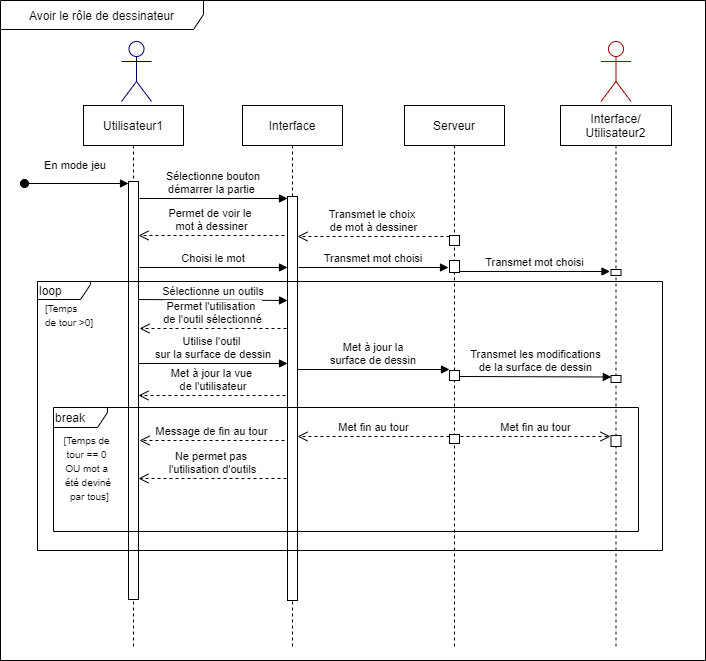 Avoir le rôle de dessinateur
Utilisateur1
Interface
Serveur
Interface/
Utilisateur2
En mode jeu
Sélectionne bouton
démarrer la partie
Permet de voir le
mot à dessiner
Transmet le choix
de mot à dessiner
Choisi le mot
Transmet mot choisi
Transmet mot choisi
loop
[Temps
de tour >0]
Sélectionne un outils
Permet l'utilisation
de l'outil sélectionné
Utilise l'outil
sur la surface de dessin
Met à jour la
surface de dessin
Transmet les modifications
de la surface de dessin
Met à jour la vue
de l'utilisateur
break
[Temps de
tour == 0
OU mot a
été deviné
par tous]
Message de fin au tour
Met fin au tour
Met fin au tour
Ne permet pas
l'utilisation d'outils